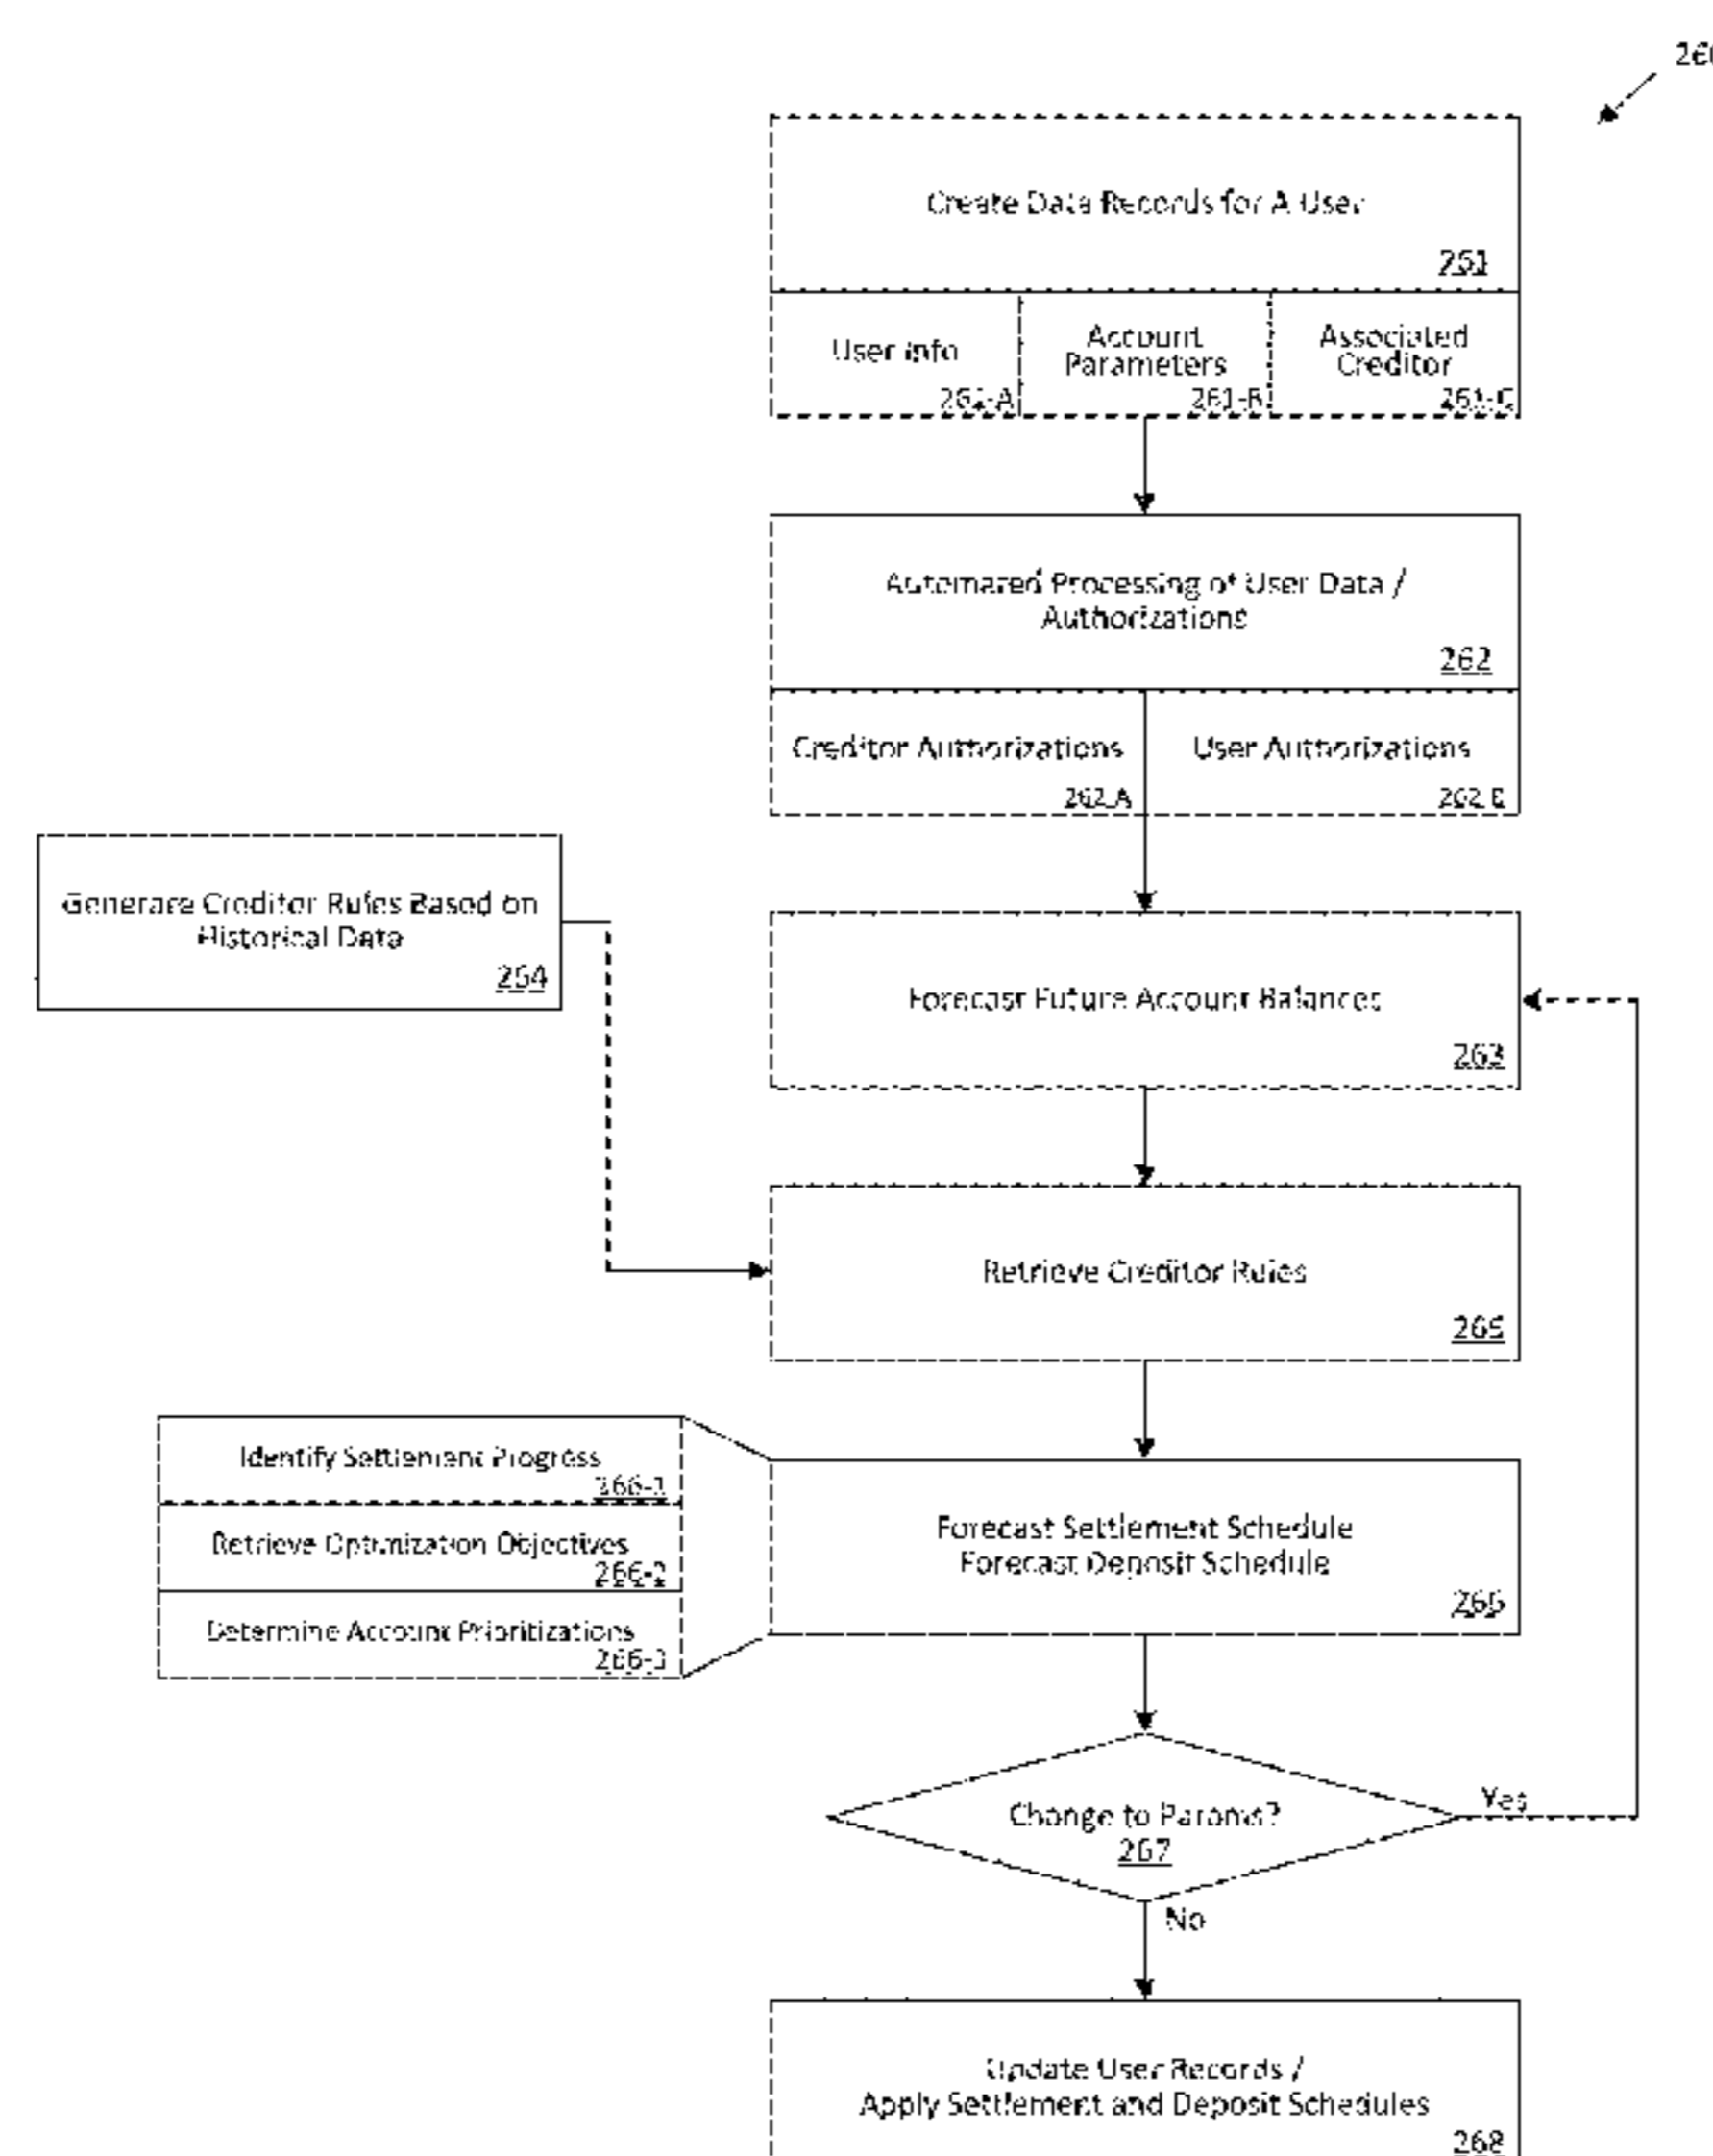 Create Data Records for A User
261
User Info
261-A
Account
Parameters
261-B
Associated
Creditor
261-C
Automated Processing of User Data /
Authorizations
262
Creditor Authorizations
262-A
User Authorizations
262-B
Generate Creditor Rules Based on
Historical Data
264
Forecast Future Account Balances
263
Retrieve Creditor Rules
265
Identify Settlement Progress
266-1
Retrieve Optimization Objectives
266-2
Determine Account Prioritizations
266-3
Forecast Settlement Schedule
Forecast Deposit Schedule
266
Change to Params?
267
Yes
No
Update User Records /
Apply Settlement and Deposit Schedules
268